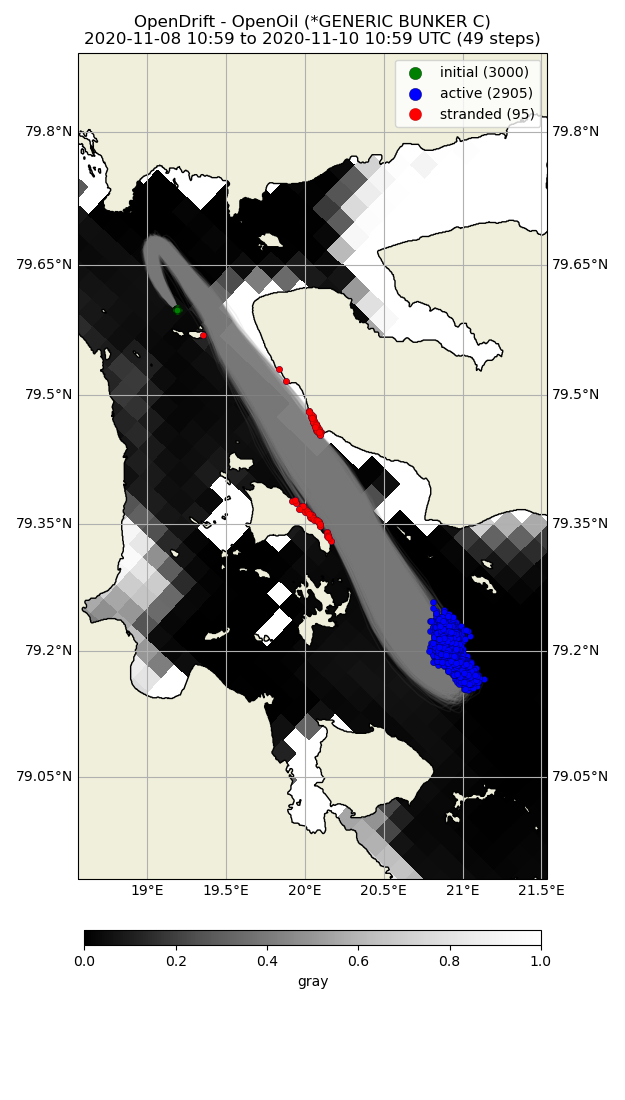 OpenDrift - OpenOil (*GENERIC BUNKER C)
2020-11-08 10:59 to 2020-11-10 10:59 UTC (49 steps)
initial (3000)
active (2905)
stranded (95)
79.8°N 79.8°N
79.65°N 79.65°N
79.5°N 79.5°N
79.35°N 79.35°N
79.2°N 79.2°N
79.05°N 79.05°N
19°E 19.5°E 20°E 20.5°E 21°E 21.5°E
0.0 0.2 0.4 0.6 0.8 1.0
gray